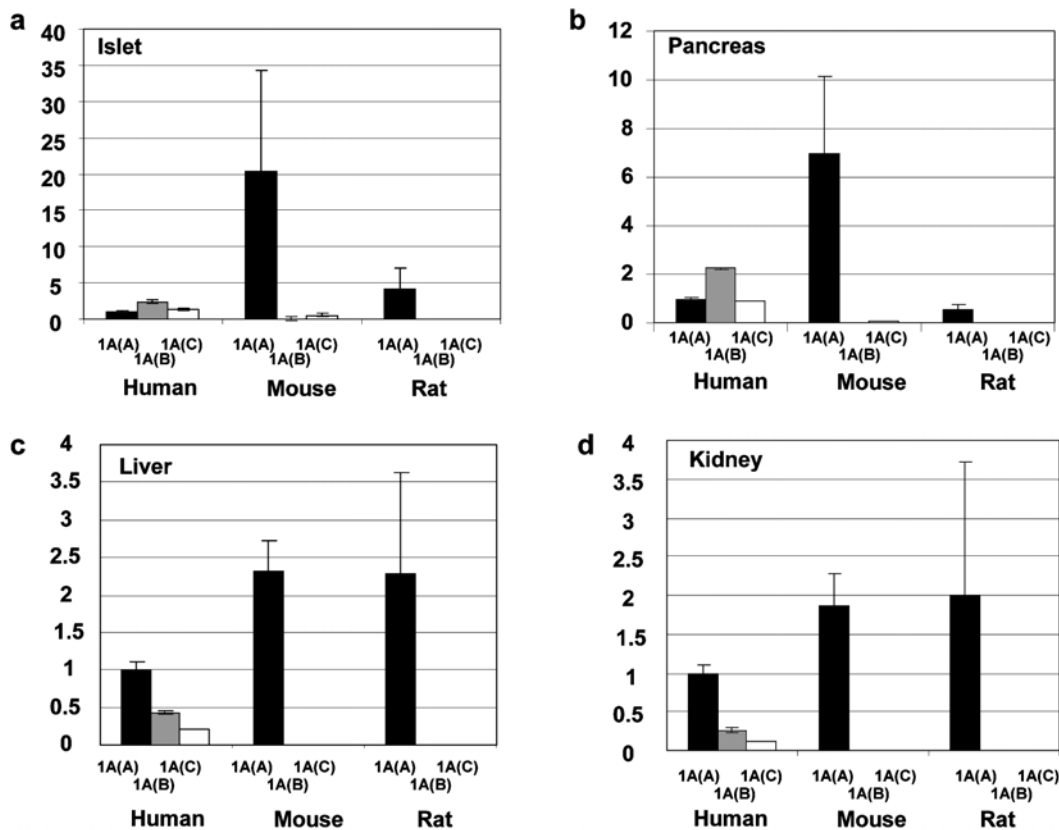 a
Islet
40
35
30
25
20
15
10
5
0
1A(A) 1A(C) 1A(A) 1A(C) 1A(A) 1A(C)
1A(B) 1A(B) 1A(B)
Human Mouse Rat
b
Pancreas
12
10
8
6
4
2
0
1A(A) 1A(C) 1A(A) 1A(C) 1A(A) 1A(C)
1A(B) 1A(B) 1A(B)
Human Mouse Rat
c
Liver
4
3.5
3
2.5
2
1.5
1
0.5
0
1A(A) 1A(C) 1A(A) 1A(C) 1A(A) 1A(C)
1A(B) 1A(B) 1A(B)
Human Mouse Rat
d
Kidney
4
3.5
3
2.5
2
1.5
1
0.5
0
1A(A) 1A(C) 1A(A) 1A(C) 1A(A) 1A(C)
1A(B) 1A(B) 1A(B)
Human Mouse Rat